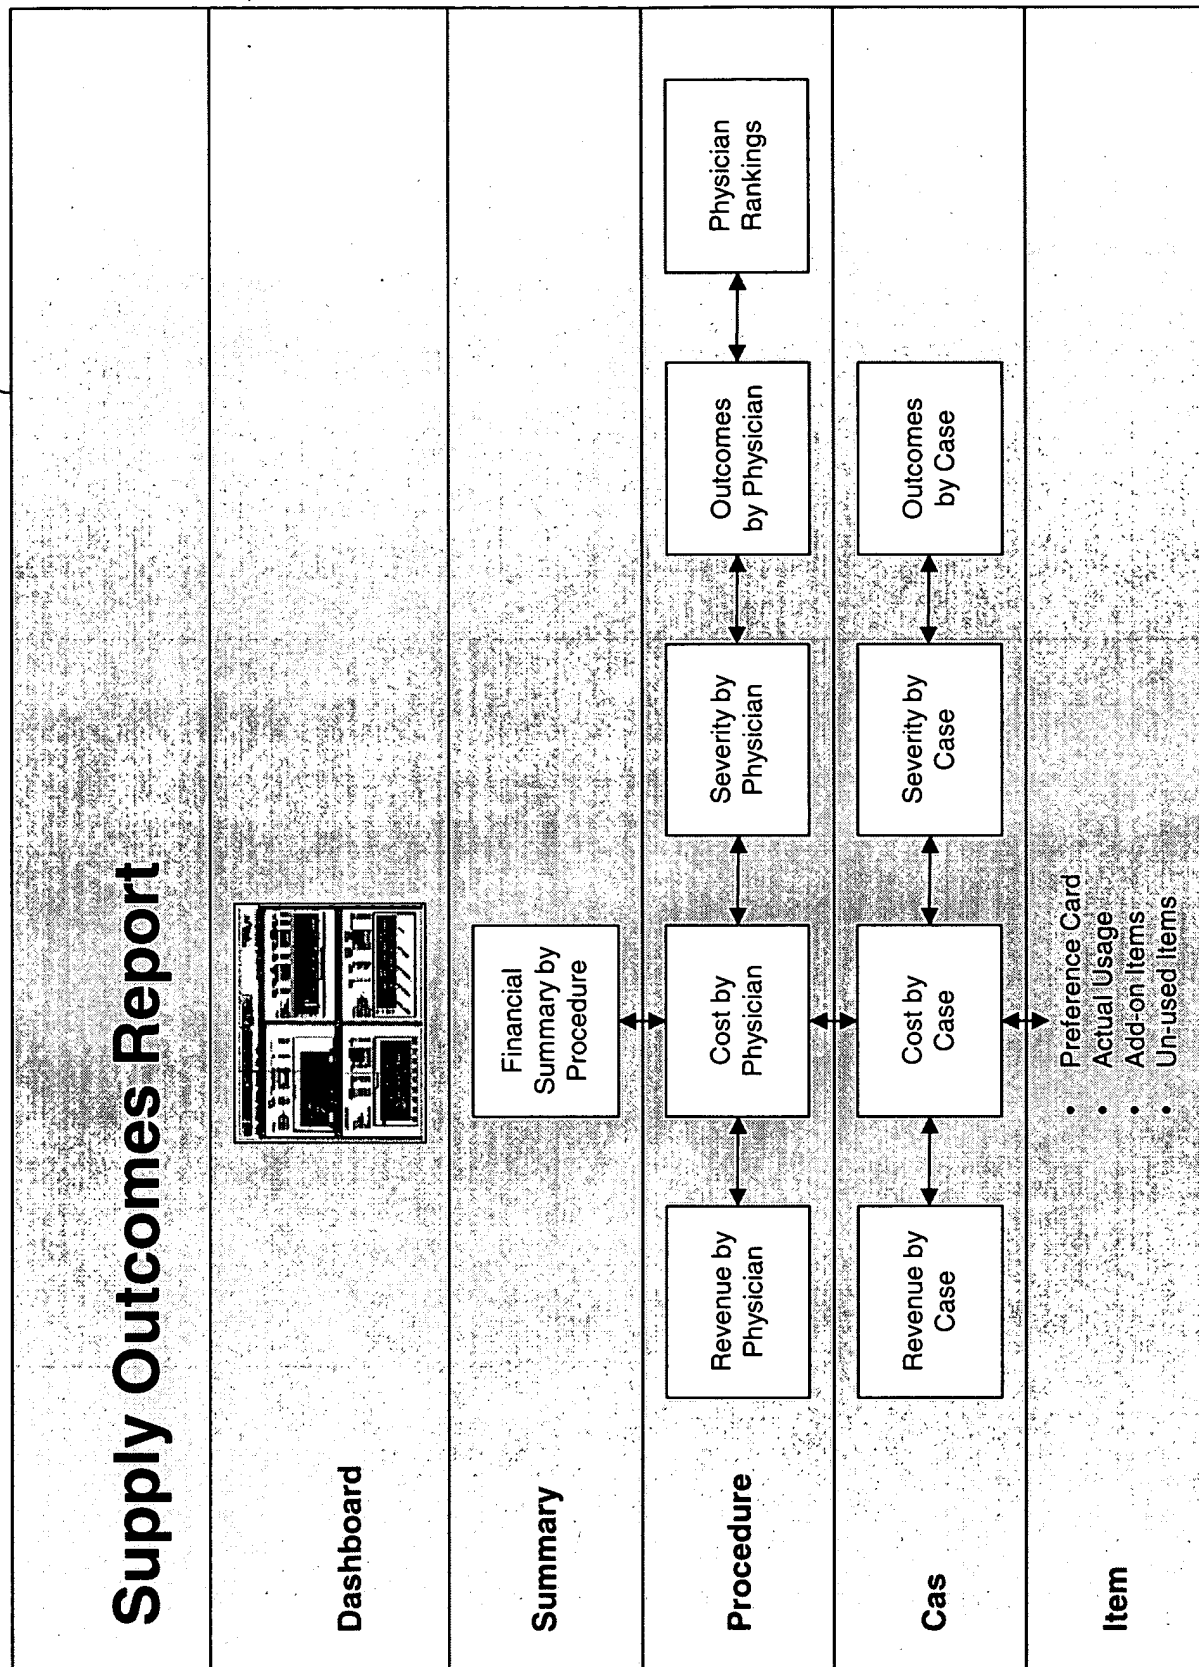 Supply Outcomes Report
Dashboard
Summary
Financial
Summary by
Procedure
Procedure
Revenue by
Physician
Cost by
Physician
Severity by
Physician
Outcomes
by Physician
Physician
Rankings
Cas
Revenue by
Case
Cost by
Case
Severity by
Case
Outcomes
by Case
Item
• Preference Card
• Actual Usage
• Add-on Items
• Un-used Items